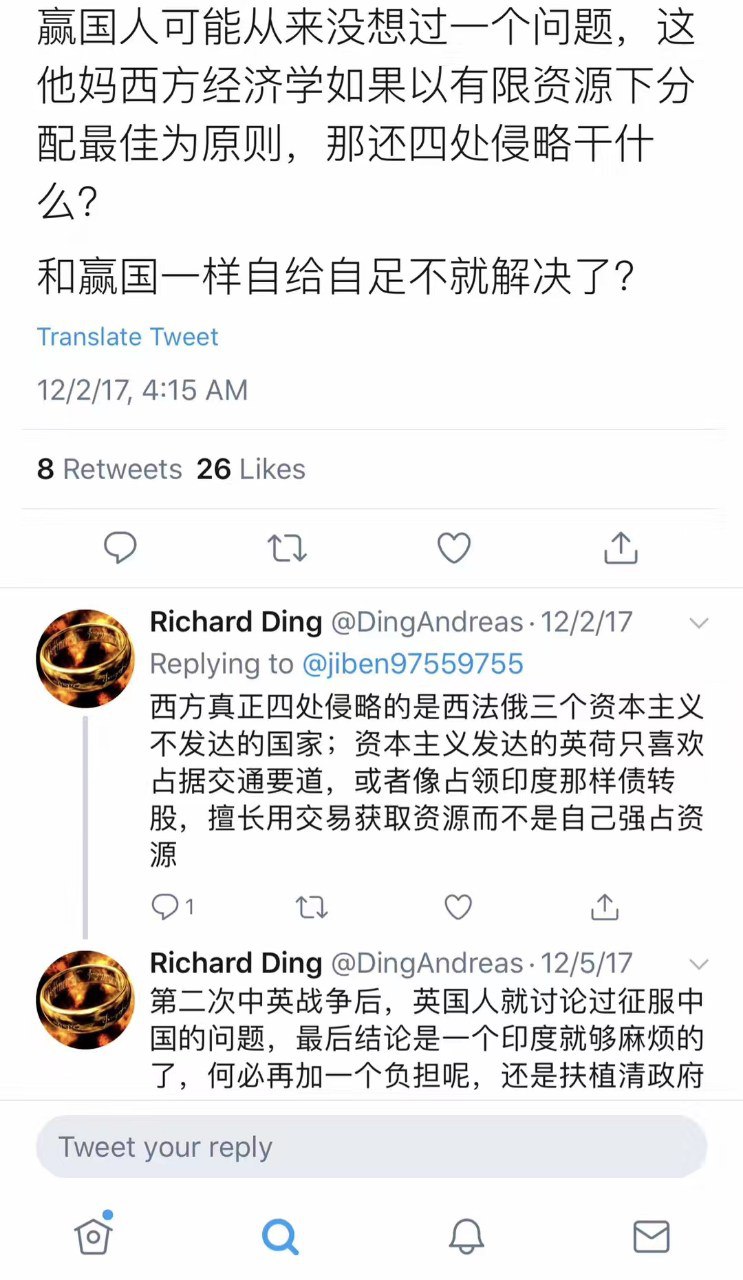 赢国人可能从来没想过一个问题，这
他妈西方经济学如果以有限资源下分
配最佳为原则，那还四处侵略干什
么？
和赢国一样自给自足不就解决了？
Translate Tweet
12/2/17, 4:15 AM
8 Retweets 26 Likes
Richard Ding @DingAndreas · 12/2/17
Replying to @jiben97559755
西方真正四处侵略的是西法俄三个资本主义
不发达的国家；资本主义发达的英荷只喜欢
占据交通要道，或者像占领印度那样债转
股，擅长用交易获取资源而不是自己强占资
源
1
Richard Ding @DingAndreas · 12/5/17
第二次中英战争后，英国人就讨论过征服中
国的问题，最后结论是一个印度就够麻烦的
了，何必再加一个负担呢，还是扶植清政府
Tweet your reply